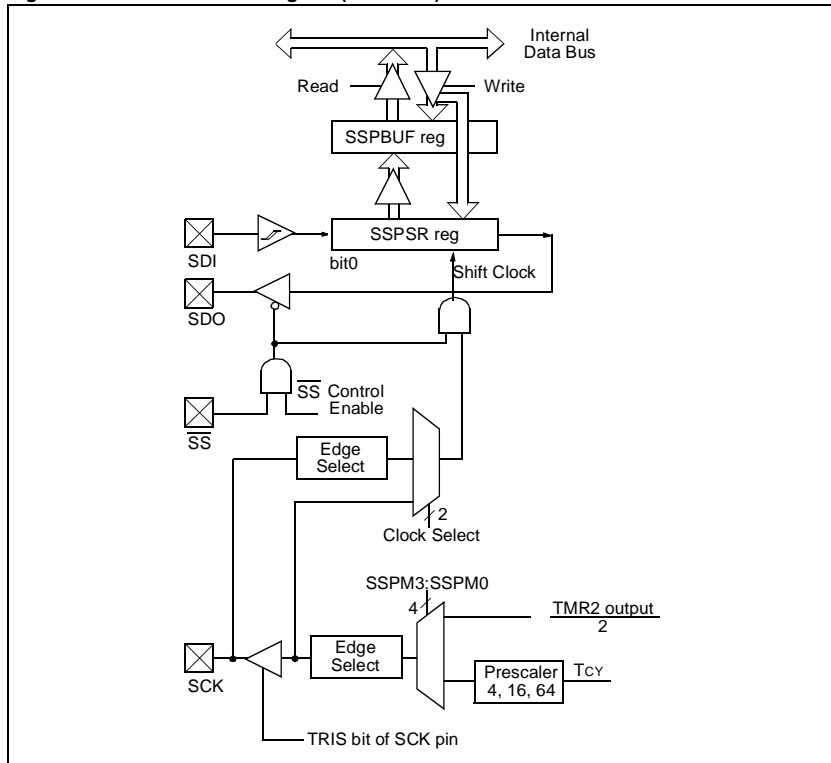 Internal
Data Bus
Read
Write
SSPBUF reg
SSPSR reg
SDI
bit0
Shift Clock
SDO
SS Control
Enable
SS
Edge
Select
2
Clock Select
SSPM3:SSPM0
4
TMR2 output
2
Edge
Select
SCK
Prescaler
4, 16, 64
TCY
TRIS bit of SCK pin